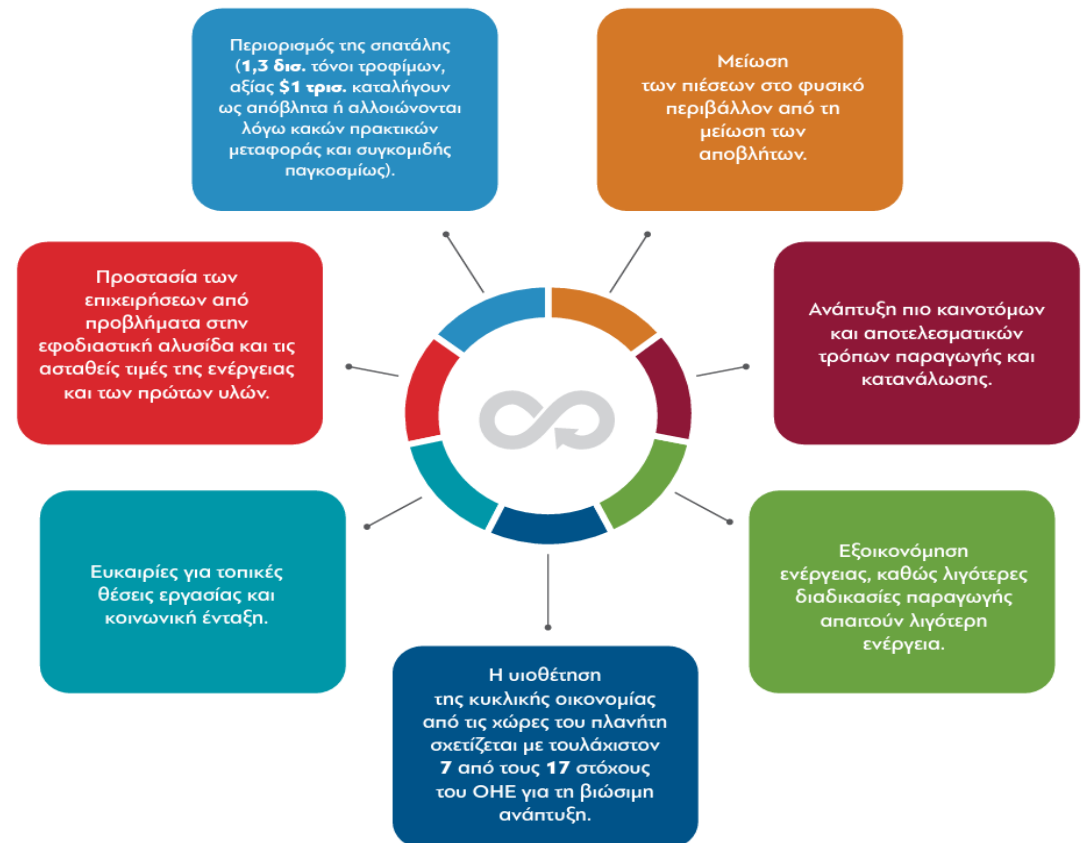 Περιορισμός της σπατάλης
(1,3 δισ. τόνοι τροφίμων,
αξίας $1 τρισ. καταλήγουν
ως απόβλητα ή αλλοιώνονται
λόγω κακών πρακτικών
μεταφοράς και συγκομιδής
παγκοσμίως).
Μείωση
των πιέσεων στο φυσικό
περιβάλλον από τη
μείωση των
αποβλήτων.
Προστασία των
επιχειρήσεων από
προβλήματα στην
εφοδιαστική αλυσίδα και τις
ασταθείς τιμές της ενέργειας
και των πρώτων υλών.
Ανάπτυξη πιο καινοτόμων
και αποτελεσματικών
τρόπων παραγωγής και
κατανάλωσης.
Ευκαιρίες για τοπικές
θέσεις εργασίας και
κοινωνική ένταξη.
Εξοικονόμηση
ενέργειας, καθώς λιγότερες
διαδικασίες παραγωγής
απαιτούν λιγότερη
ενέργεια.
Η υιοθέτηση
της κυκλικής οικονομίας
από τις χώρες του πλανήτη
σχετίζεται με τουλάχιστον
7 από τους 17 στόχους
του ΟΗΕ για τη βιώσιμη
ανάπτυξη.